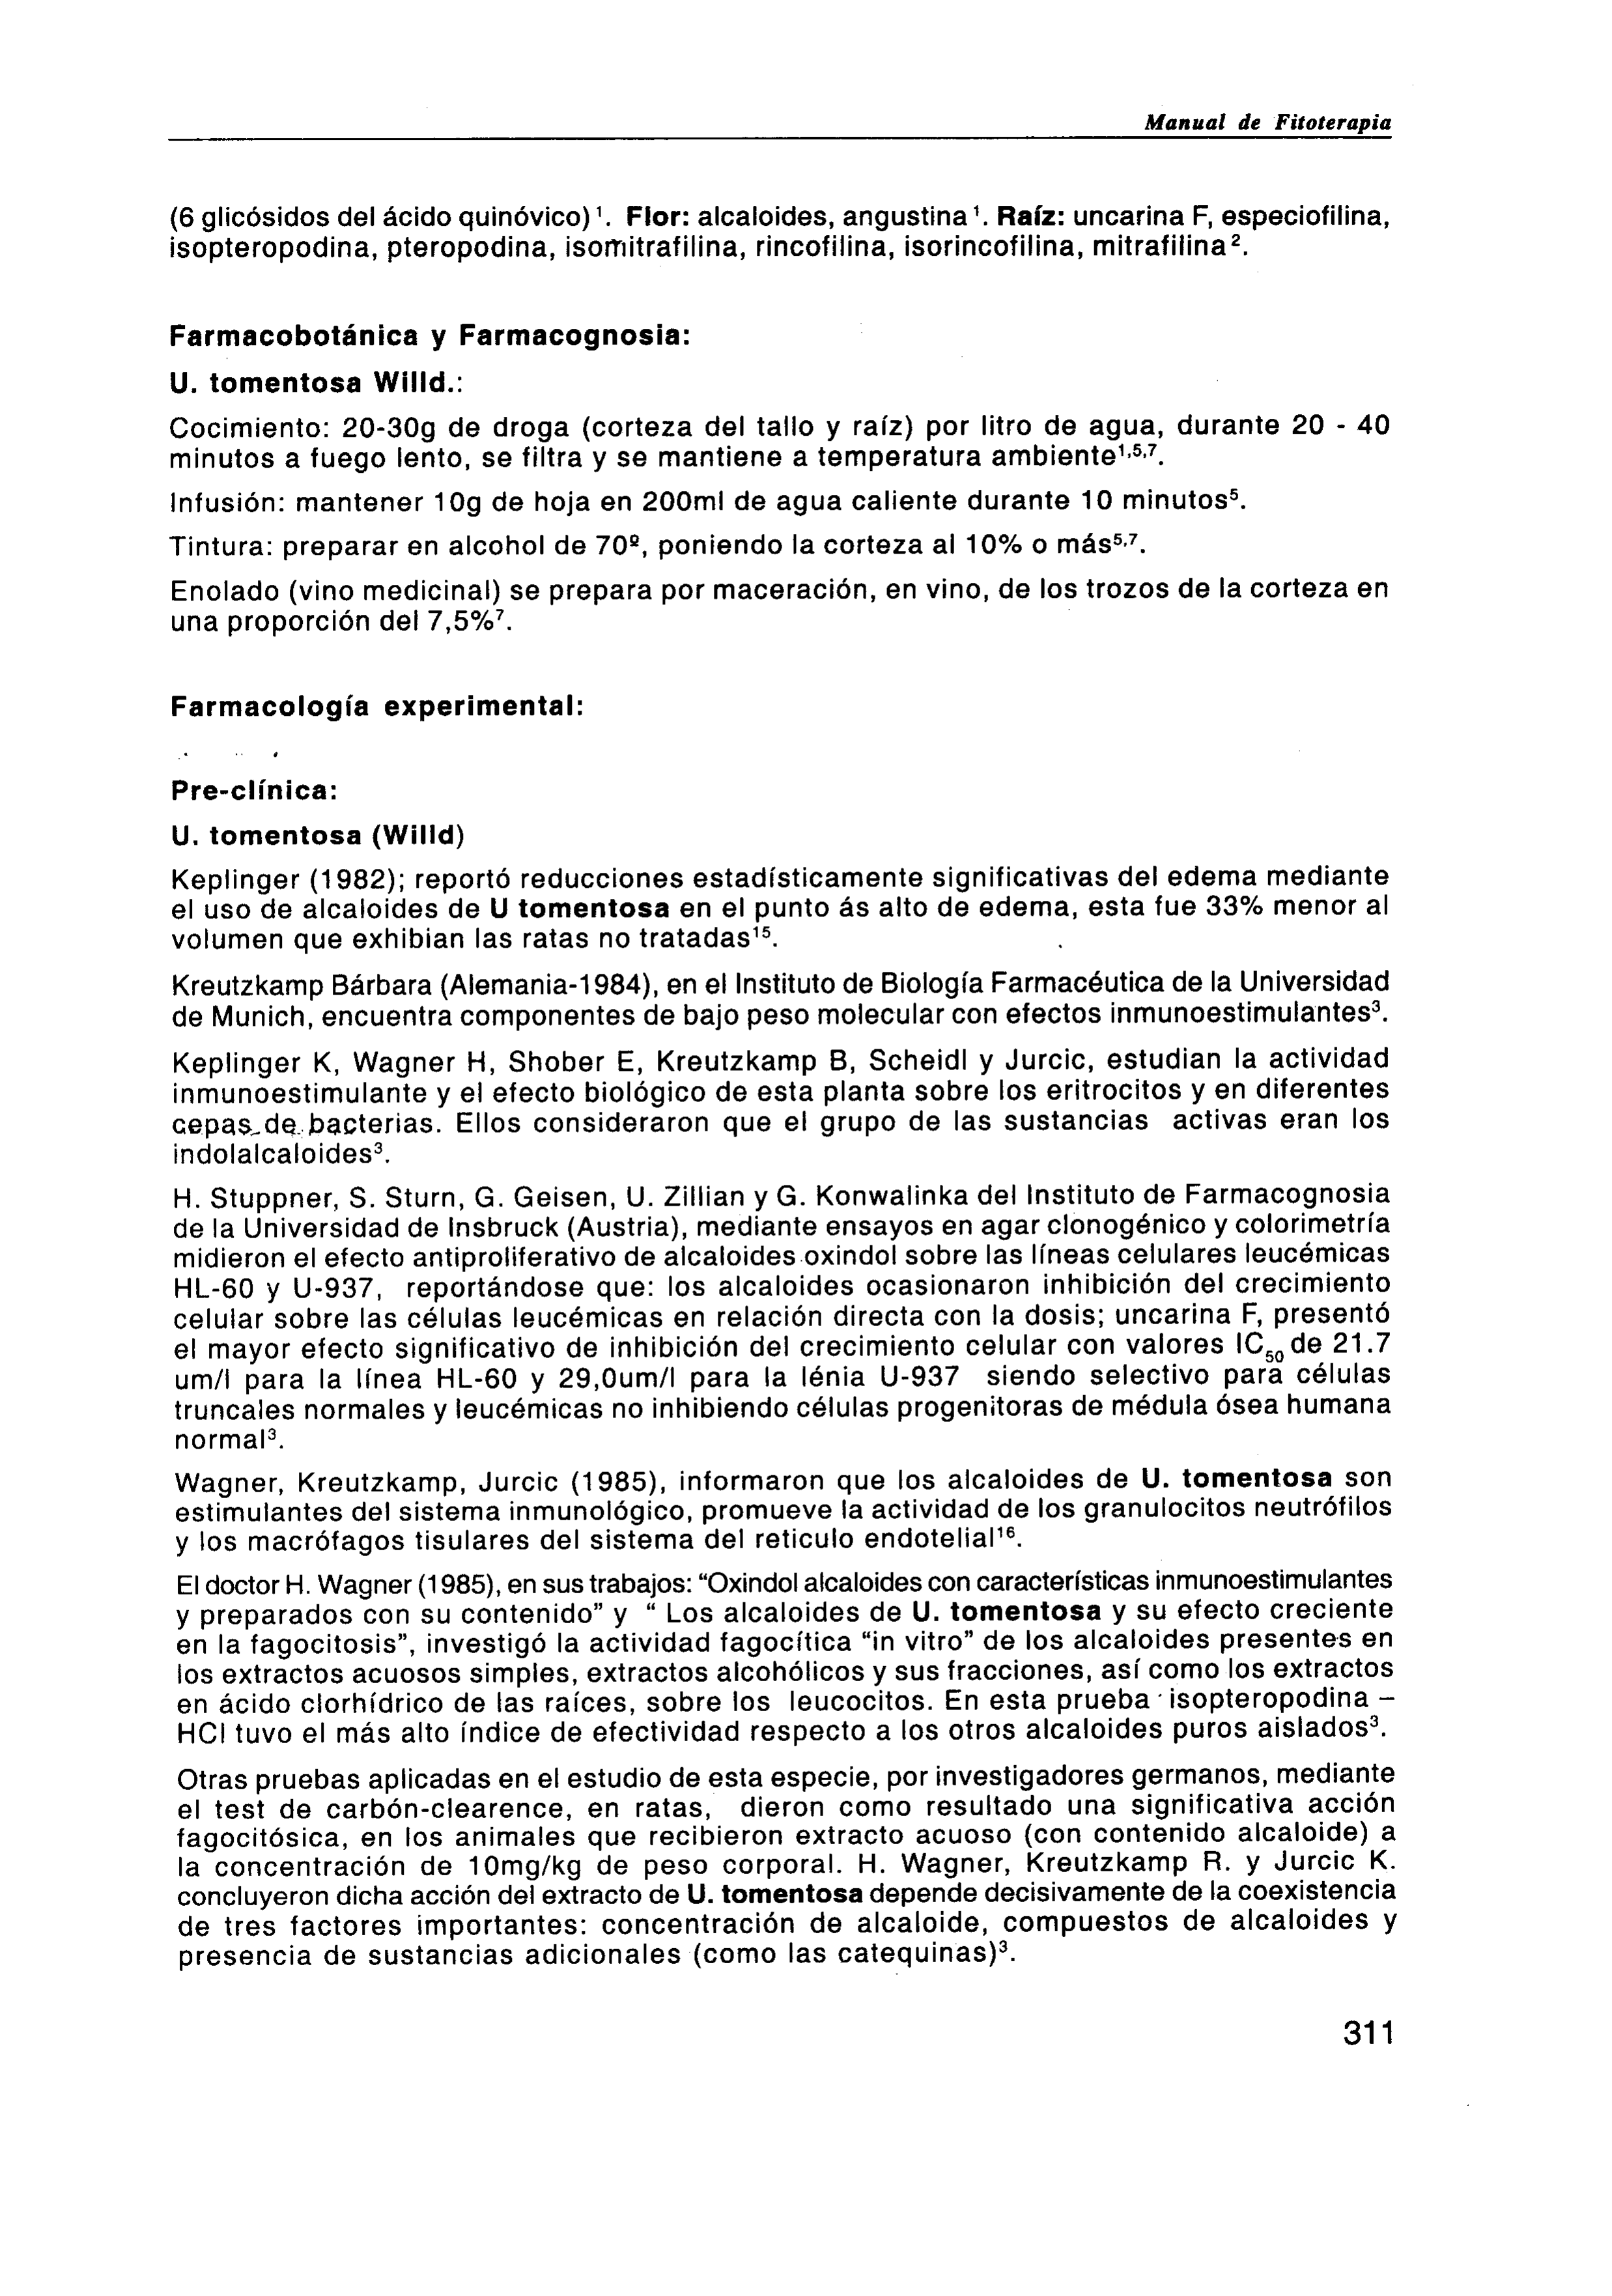 Manual de Fitoterapia
(6 glicósidos del ácido quinóvico)¹. Flor: alcaloides, angustina¹. Raíz: uncarina F, especiofilina,
isopteropodina, pteropodina, isomitrafilina, rincofilina, isorincofilina, mitrafilina².
Farmacobotánica y Farmacognosia:
U. tomentosa Willd.:
Cocimiento: 20-30g de droga (corteza del tallo y raíz) por litro de agua, durante 20 - 40
minutos a fuego lento, se filtra y se mantiene a temperatura ambiente¹,⁵,⁷.
Infusión: mantener 10g de hoja en 200ml de agua caliente durante 10 minutos⁵.
Tintura: preparar en alcohol de 70º, poniendo la corteza al 10% o más⁵,⁷.
Enolado (vino medicinal) se prepara por maceración, en vino, de los trozos de la corteza en
una proporción del 7,5%⁷.
Farmacología experimental:
Pre-clínica:
U. tomentosa (Willd)
Keplinger (1982); reportó reducciones estadísticamente significativas del edema mediante
el uso de alcaloides de U tomentosa en el punto ás alto de edema, esta fue 33% menor al
volumen que exhibian las ratas no tratadas¹⁵.
Kreutzkamp Bárbara (Alemania-1984), en el Instituto de Biología Farmacéutica de la Universidad
de Munich, encuentra componentes de bajo peso molecular con efectos inmunoestimulantes³.
Keplinger K, Wagner H, Shober E, Kreutzkamp B, Scheidl y Jurcic, estudian la actividad
inmunoestimulante y el efecto biológico de esta planta sobre los eritrocitos y en diferentes
cepas de bacterias. Ellos consideraron que el grupo de las sustancias activas eran los
indolalcaloides³.
H. Stuppner, S. Sturn, G. Geisen, U. Zillian y G. Konwalinka del Instituto de Farmacognosia
de la Universidad de Insbruck (Austria), mediante ensayos en agar clonogénico y colorimetría
midieron el efecto antiproliferativo de alcaloides oxindol sobre las líneas celulares leucémicas
HL-60 y U-937, reportándose que: los alcaloides ocasionaron inhibición del crecimiento
celular sobre las células leucémicas en relación directa con la dosis; uncarina F, presentó
el mayor efecto significativo de inhibición del crecimiento celular con valores IC₅₀ de 21.7
um/l para la línea HL-60 y 29,0um/l para la lénia U-937 siendo selectivo para células
truncales normales y leucémicas no inhibiendo células progenitoras de médula ósea humana
normal³.
Wagner, Kreutzkamp, Jurcic (1985), informaron que los alcaloides de U. tomentosa son
estimulantes del sistema inmunológico, promueve la actividad de los granulocitos neutrófilos
y los macrófagos tisulares del sistema del reticulo endotelial¹⁶.
El doctor H. Wagner (1985), en sus trabajos: “Oxindol alcaloides con características inmunoestimulantes
y preparados con su contenido” y “ Los alcaloides de U. tomentosa y su efecto creciente
en la fagocitosis”, investigó la actividad fagocítica “in vitro” de los alcaloides presentes en
los extractos acuosos simples, extractos alcohólicos y sus fracciones, así como los extractos
en ácido clorhídrico de las raíces, sobre los leucocitos. En esta prueba isopteropodina –
HCl tuvo el más alto índice de efectividad respecto a los otros alcaloides puros aislados³.
Otras pruebas aplicadas en el estudio de esta especie, por investigadores germanos, mediante
el test de carbón-clearence, en ratas, dieron como resultado una significativa acción
fagocitósica, en los animales que recibieron extracto acuoso (con contenido alcaloide) a
la concentración de 10mg/kg de peso corporal. H. Wagner, Kreutzkamp R. y Jurcic K.
concluyeron dicha acción del extracto de U. tomentosa depende decisivamente de la coexistencia
de tres factores importantes: concentración de alcaloide, compuestos de alcaloides y
presencia de sustancias adicionales (como las catequinas)³.
311